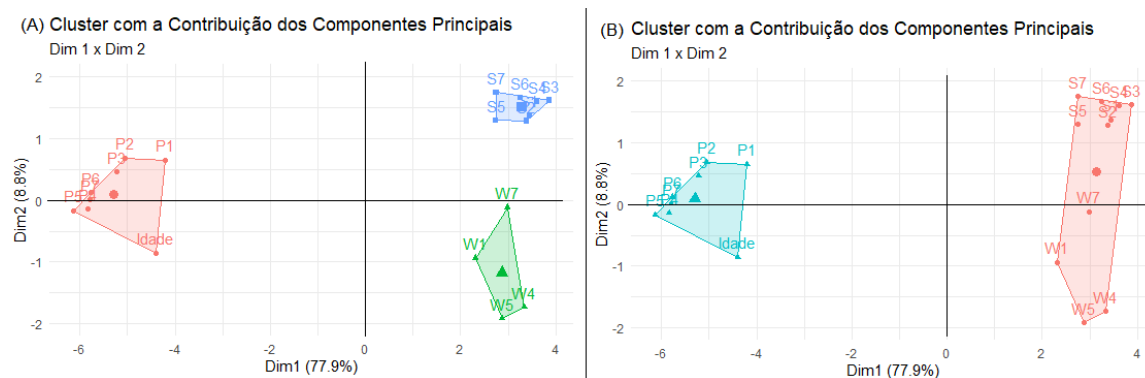 (A) Cluster com a Contribuição dos Componentes Principais
Dim 1 x Dim 2
Dim2 (8.8%)
2
1
0
-1
-2
S7 S6 S4 S3
S5 S2
P2 P1
P3
P6
P5
Idade
W7
W1
W4
W5
-6 -4 -2 0 2 4
Dim1 (77.9%)
(B) Cluster com a Contribuição dos Componentes Principais
Dim 1 x Dim 2
Dim2 (8.8%)
2
1
0
-1
-2
S7 S6 S4 S3
S5 S2
P2 P1
P3
P6
P5
Idade
W7
W1
W4
W5
-6 -4 -2 0 2 4
Dim1 (77.9%)